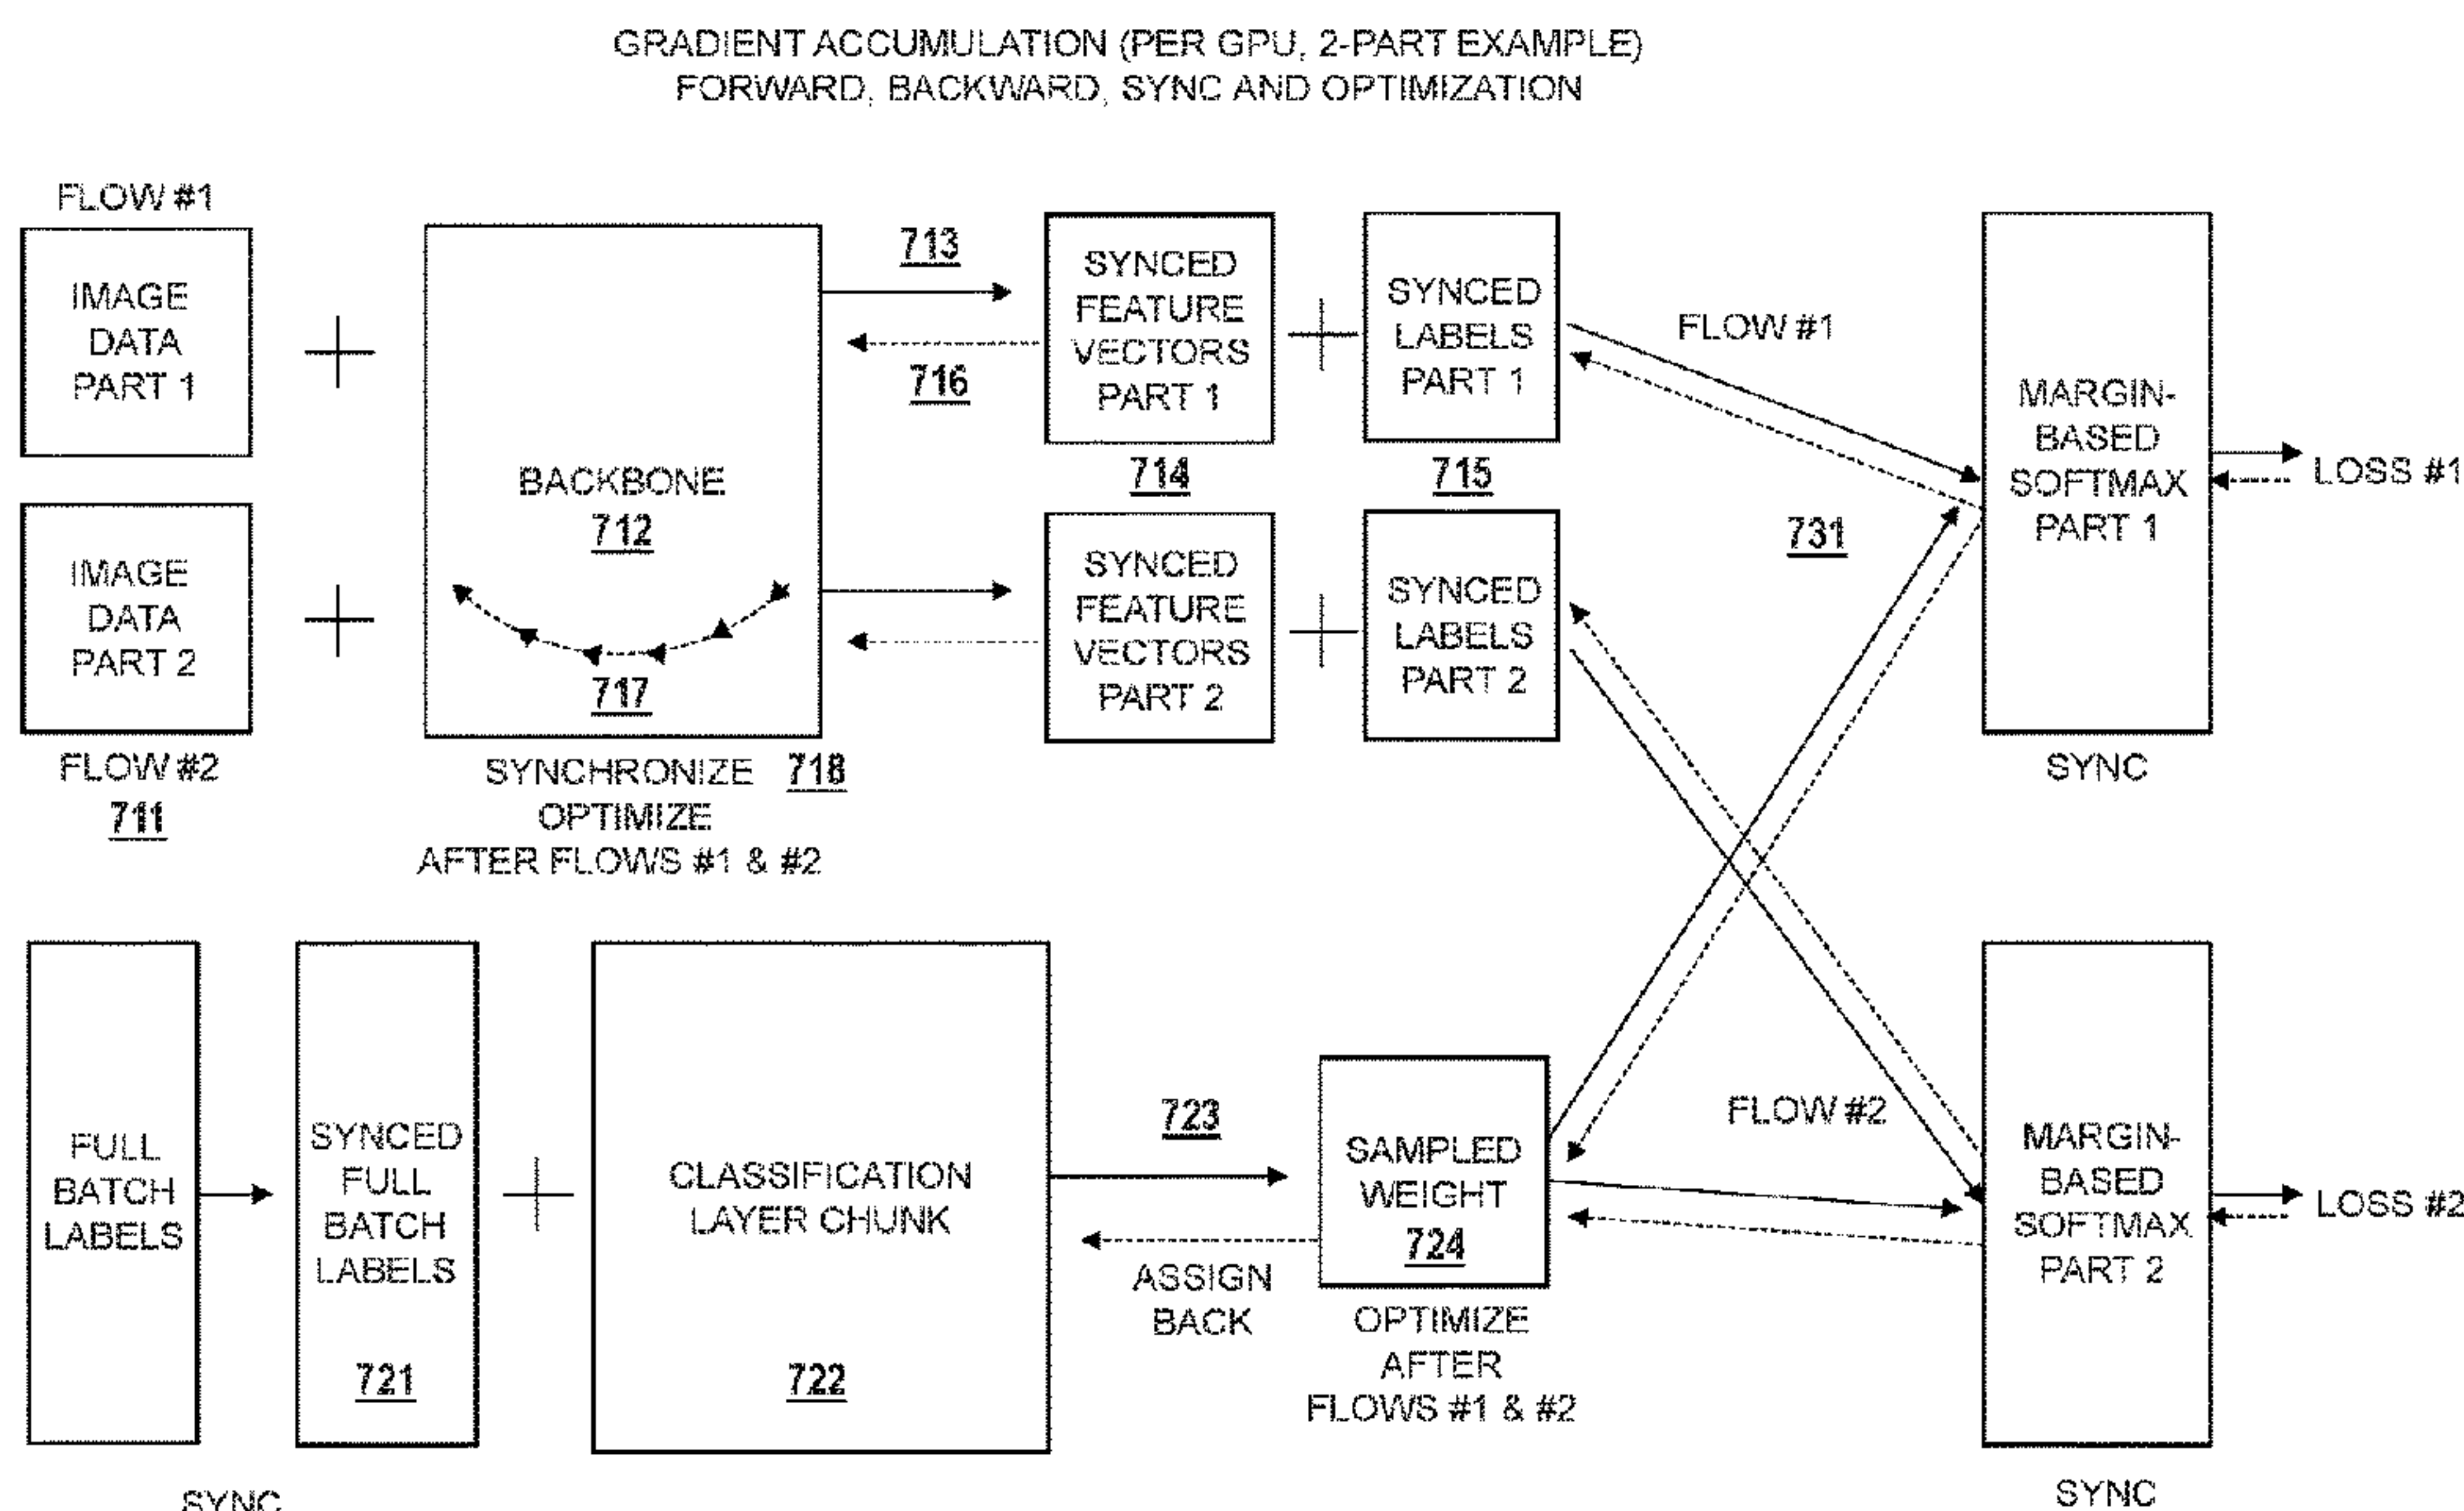 GRADIENT ACCUMULATION (PER GPU, 2-PART EXAMPLE)
FORWARD, BACKWARD, SYNC AND OPTIMIZATION
FLOW #1
IMAGE
DATA
PART 1
IMAGE
DATA
PART 2
FLOW #2
711
BACKBONE
712
717
SYNCHRONIZE 718
OPTIMIZE
AFTER FLOWS #1 & #2
713
716
SYNCED
FEATURE
VECTORS
PART 1
714
SYNCED
LABELS
PART 1
715
SYNCED
FEATURE
VECTORS
PART 2
SYNCED
LABELS
PART 2
FLOW #1
731
MARGIN-
BASED
SOFTMAX
PART 1
SYNC
LOSS #1
FULL
BATCH
LABELS
SYNC
SYNCED
FULL
BATCH
LABELS
721
CLASSIFICATION
LAYER CHUNK
722
723
ASSIGN
BACK
SAMPLED
WEIGHT
724
OPTIMIZE
AFTER
FLOWS #1 & #2
FLOW #2
MARGIN-
BASED
SOFTMAX
PART 2
SYNC
LOSS #2